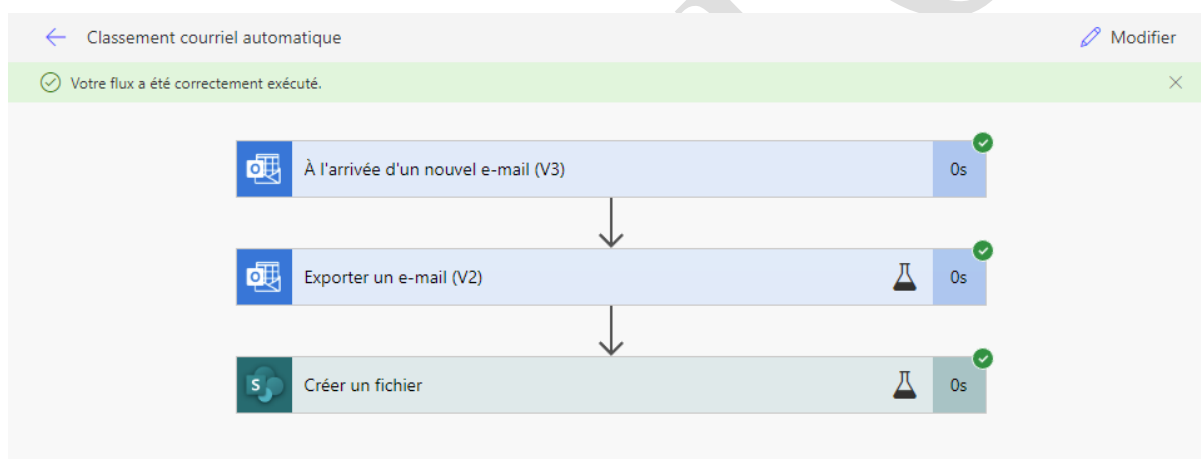 Classement courriel automatique
Modifier
Votre flux a été correctement exécuté.
À l'arrivée d'un nouvel e-mail (V3)
0s
Exporter un e-mail (V2)
0s
S
Créer un fichier
0s